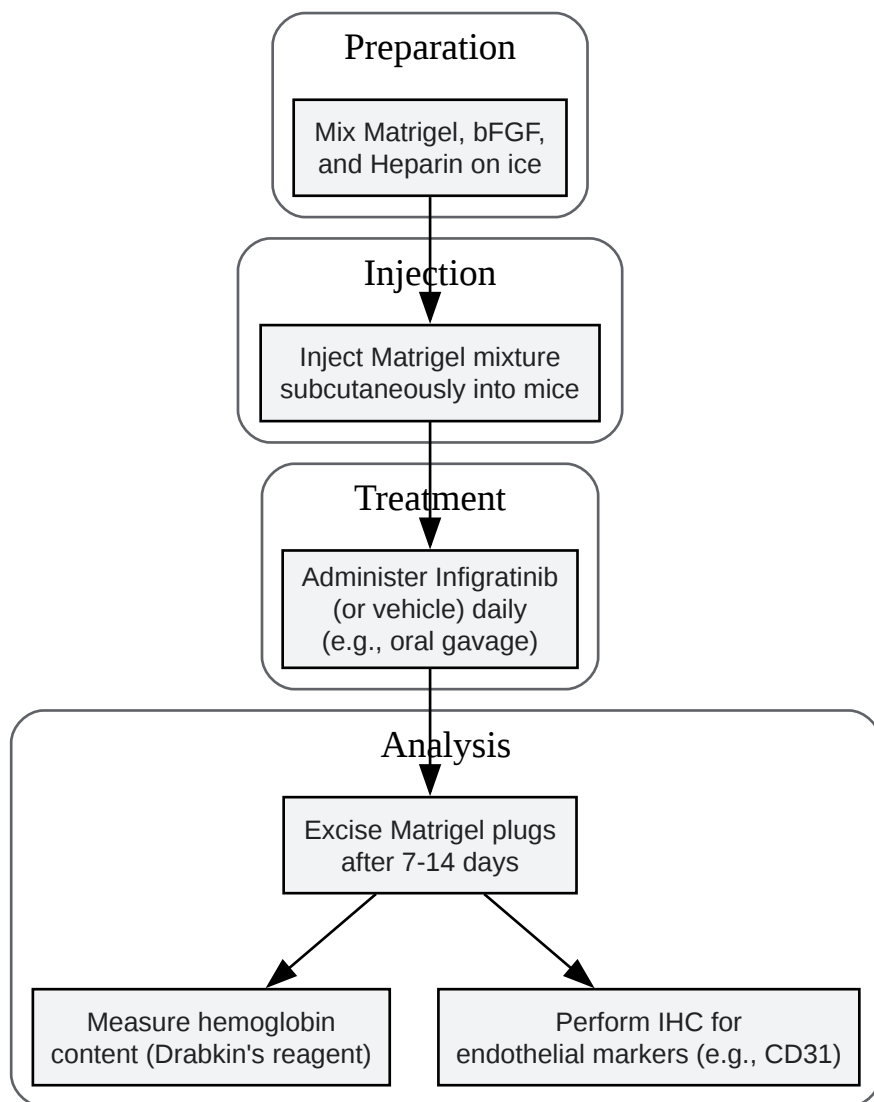 Preparation
Mix Matrigel, bFGF,
and Heparin on ice
Injection
Inject Matrigel mixture
subcutaneously into mice
Treatment
Administer Infigratinib
(or vehicle) daily
(e.g., oral gavage)
Analysis
Excise Matrigel plugs
after 7-14 days
Measure hemoglobin
content (Drabkin's reagent)
Perform IHC for
endothelial markers (e.g., CD31)